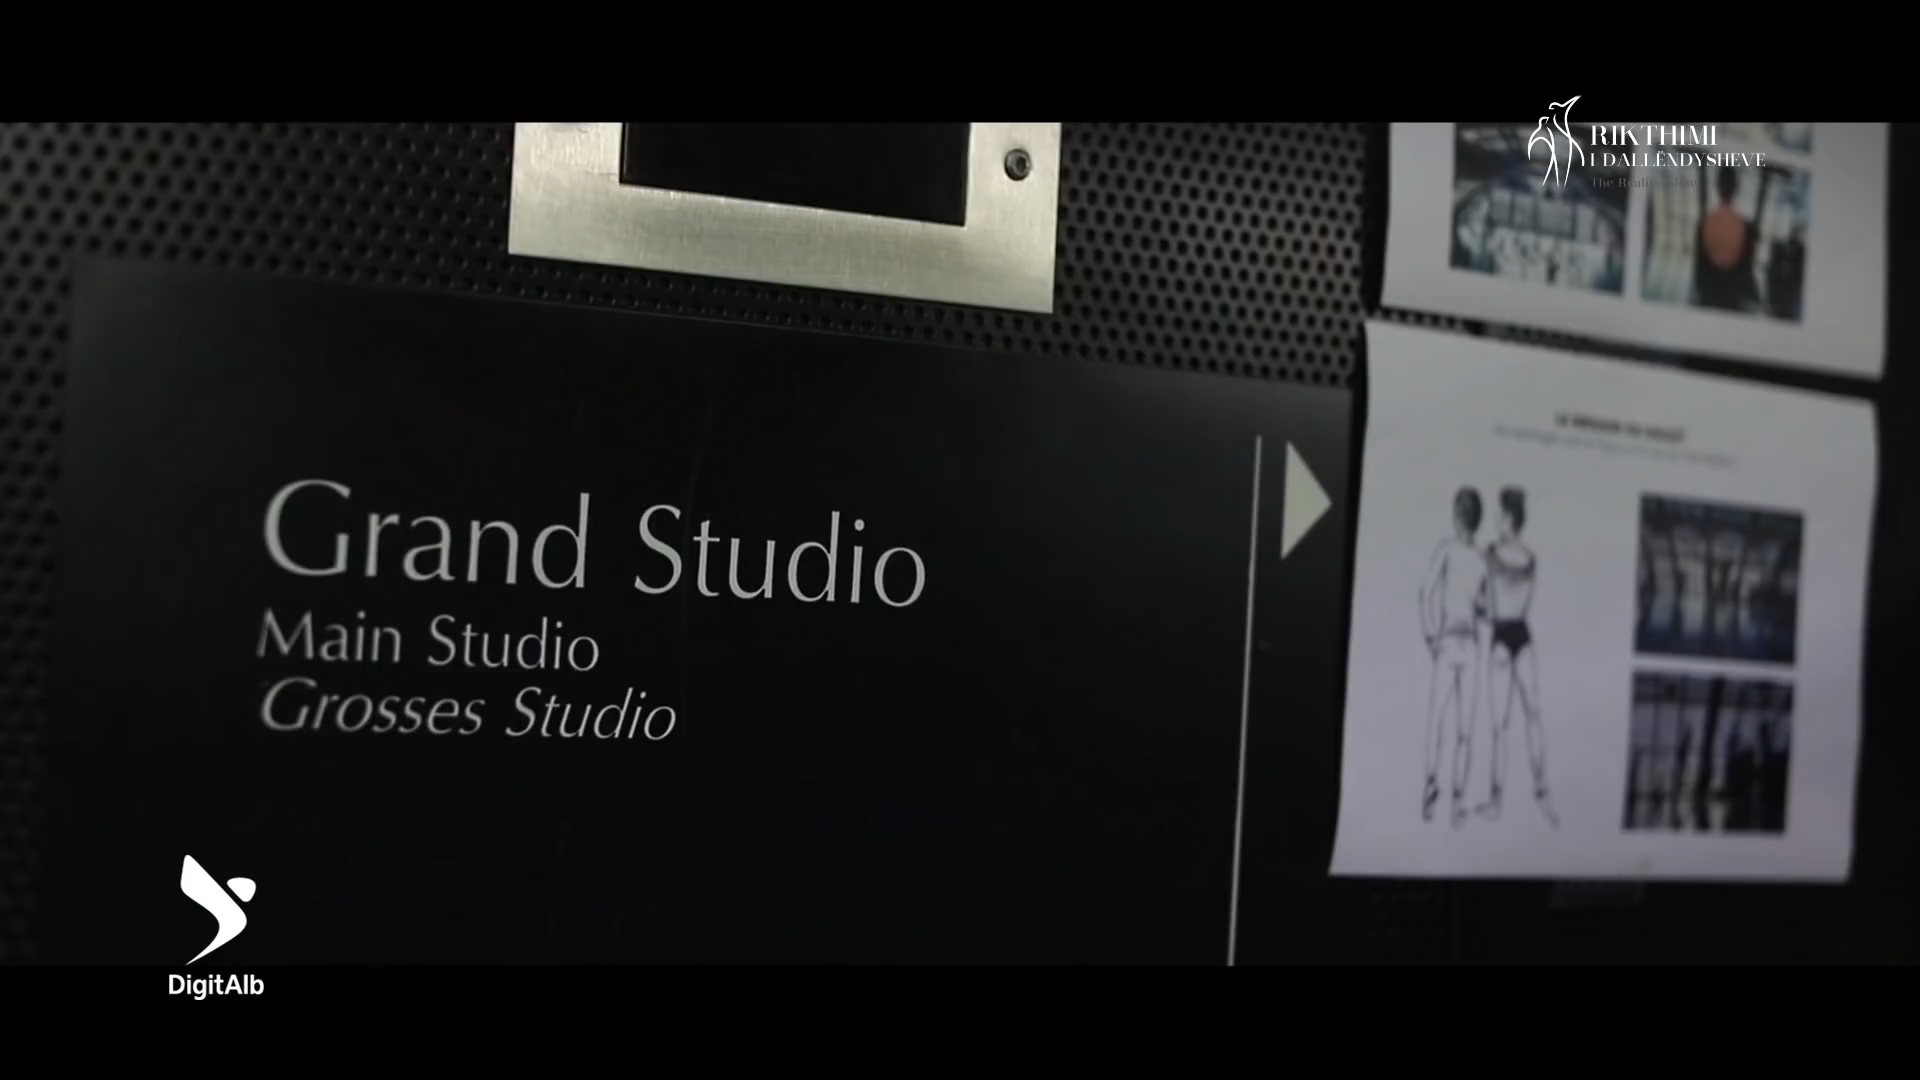 RIKTHIMI
I DALLËNDYSHEVE
Grand Studio
Main Studio
Grosses Studio
DigitAlb